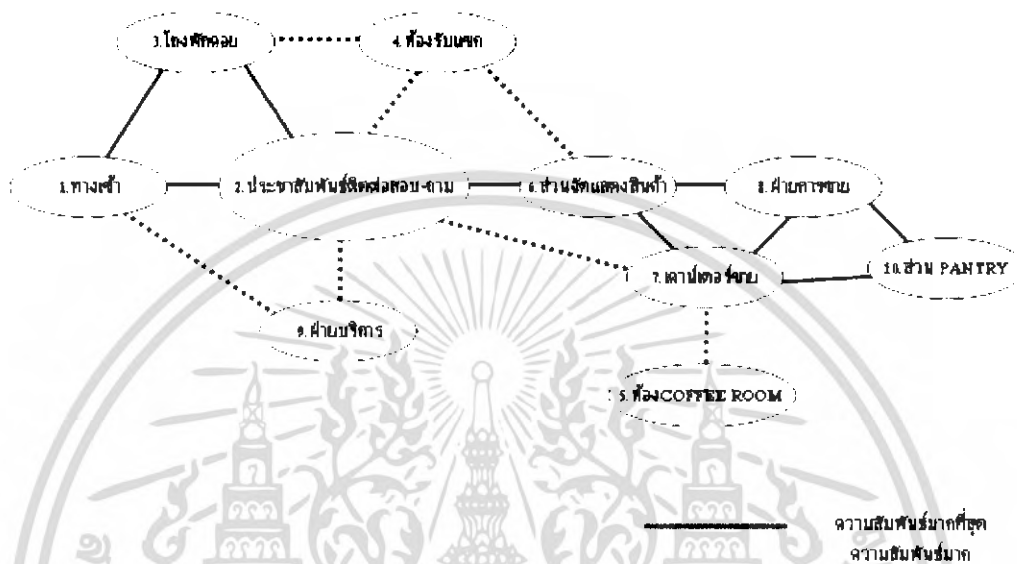 3.โถงพักคอย
4.ห้องรับแขก
1.ทางเข้า
2.ประชาสัมพันธ์ติดต่อสอบ-ถาม
6.ส่วนจัดแสดงสินค้า
8.ฝ่ายการขาย
7.เคาน์เตอร์ขาย
10.ส่วน PANTRY
9.ฝ่ายบริการ
5.ห้องCOFFEE ROOM
ความสัมพันธ์มากที่สุด
ความสัมพันธ์มาก